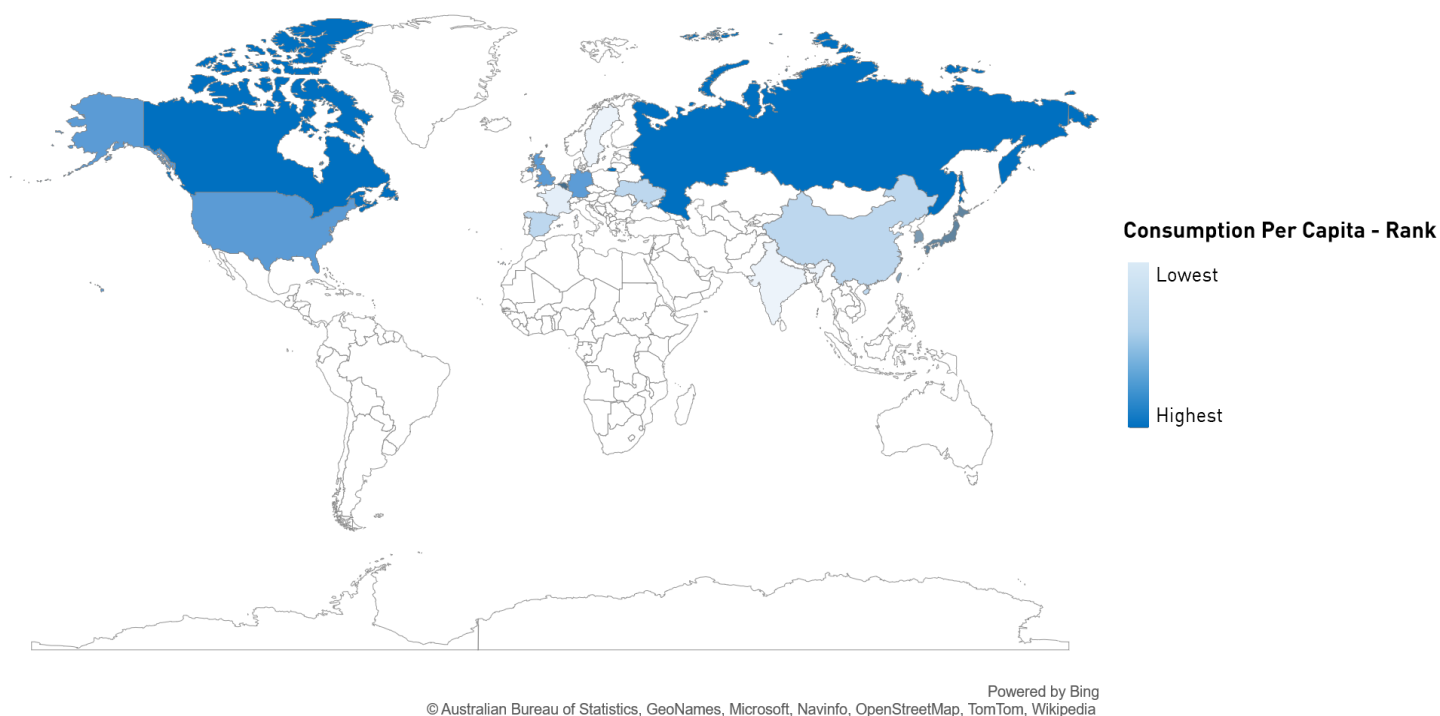 Consumption Per Capita - Rank
Lowest
Highest
Powered by Bing
© Australian Bureau of Statistics, GeoNames, Microsoft, Navinfo, OpenStreetMap, TomTom, Wikipedia